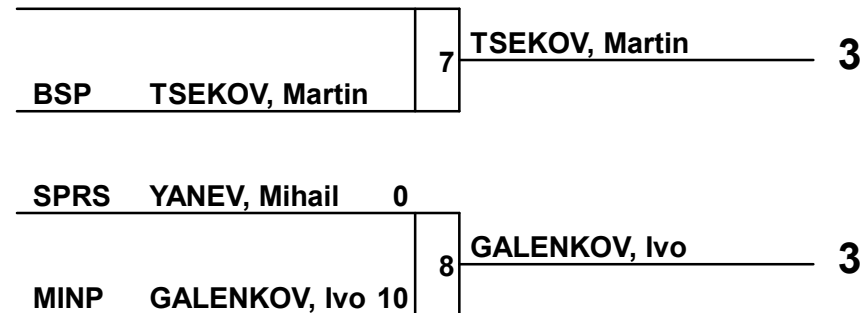 7 TSEKOV, Martin 3
BSP TSEKOV, Martin
SPRS YANEV, Mihail 0
8 GALENKOV, Ivo 3
MINP GALENKOV, Ivo 10